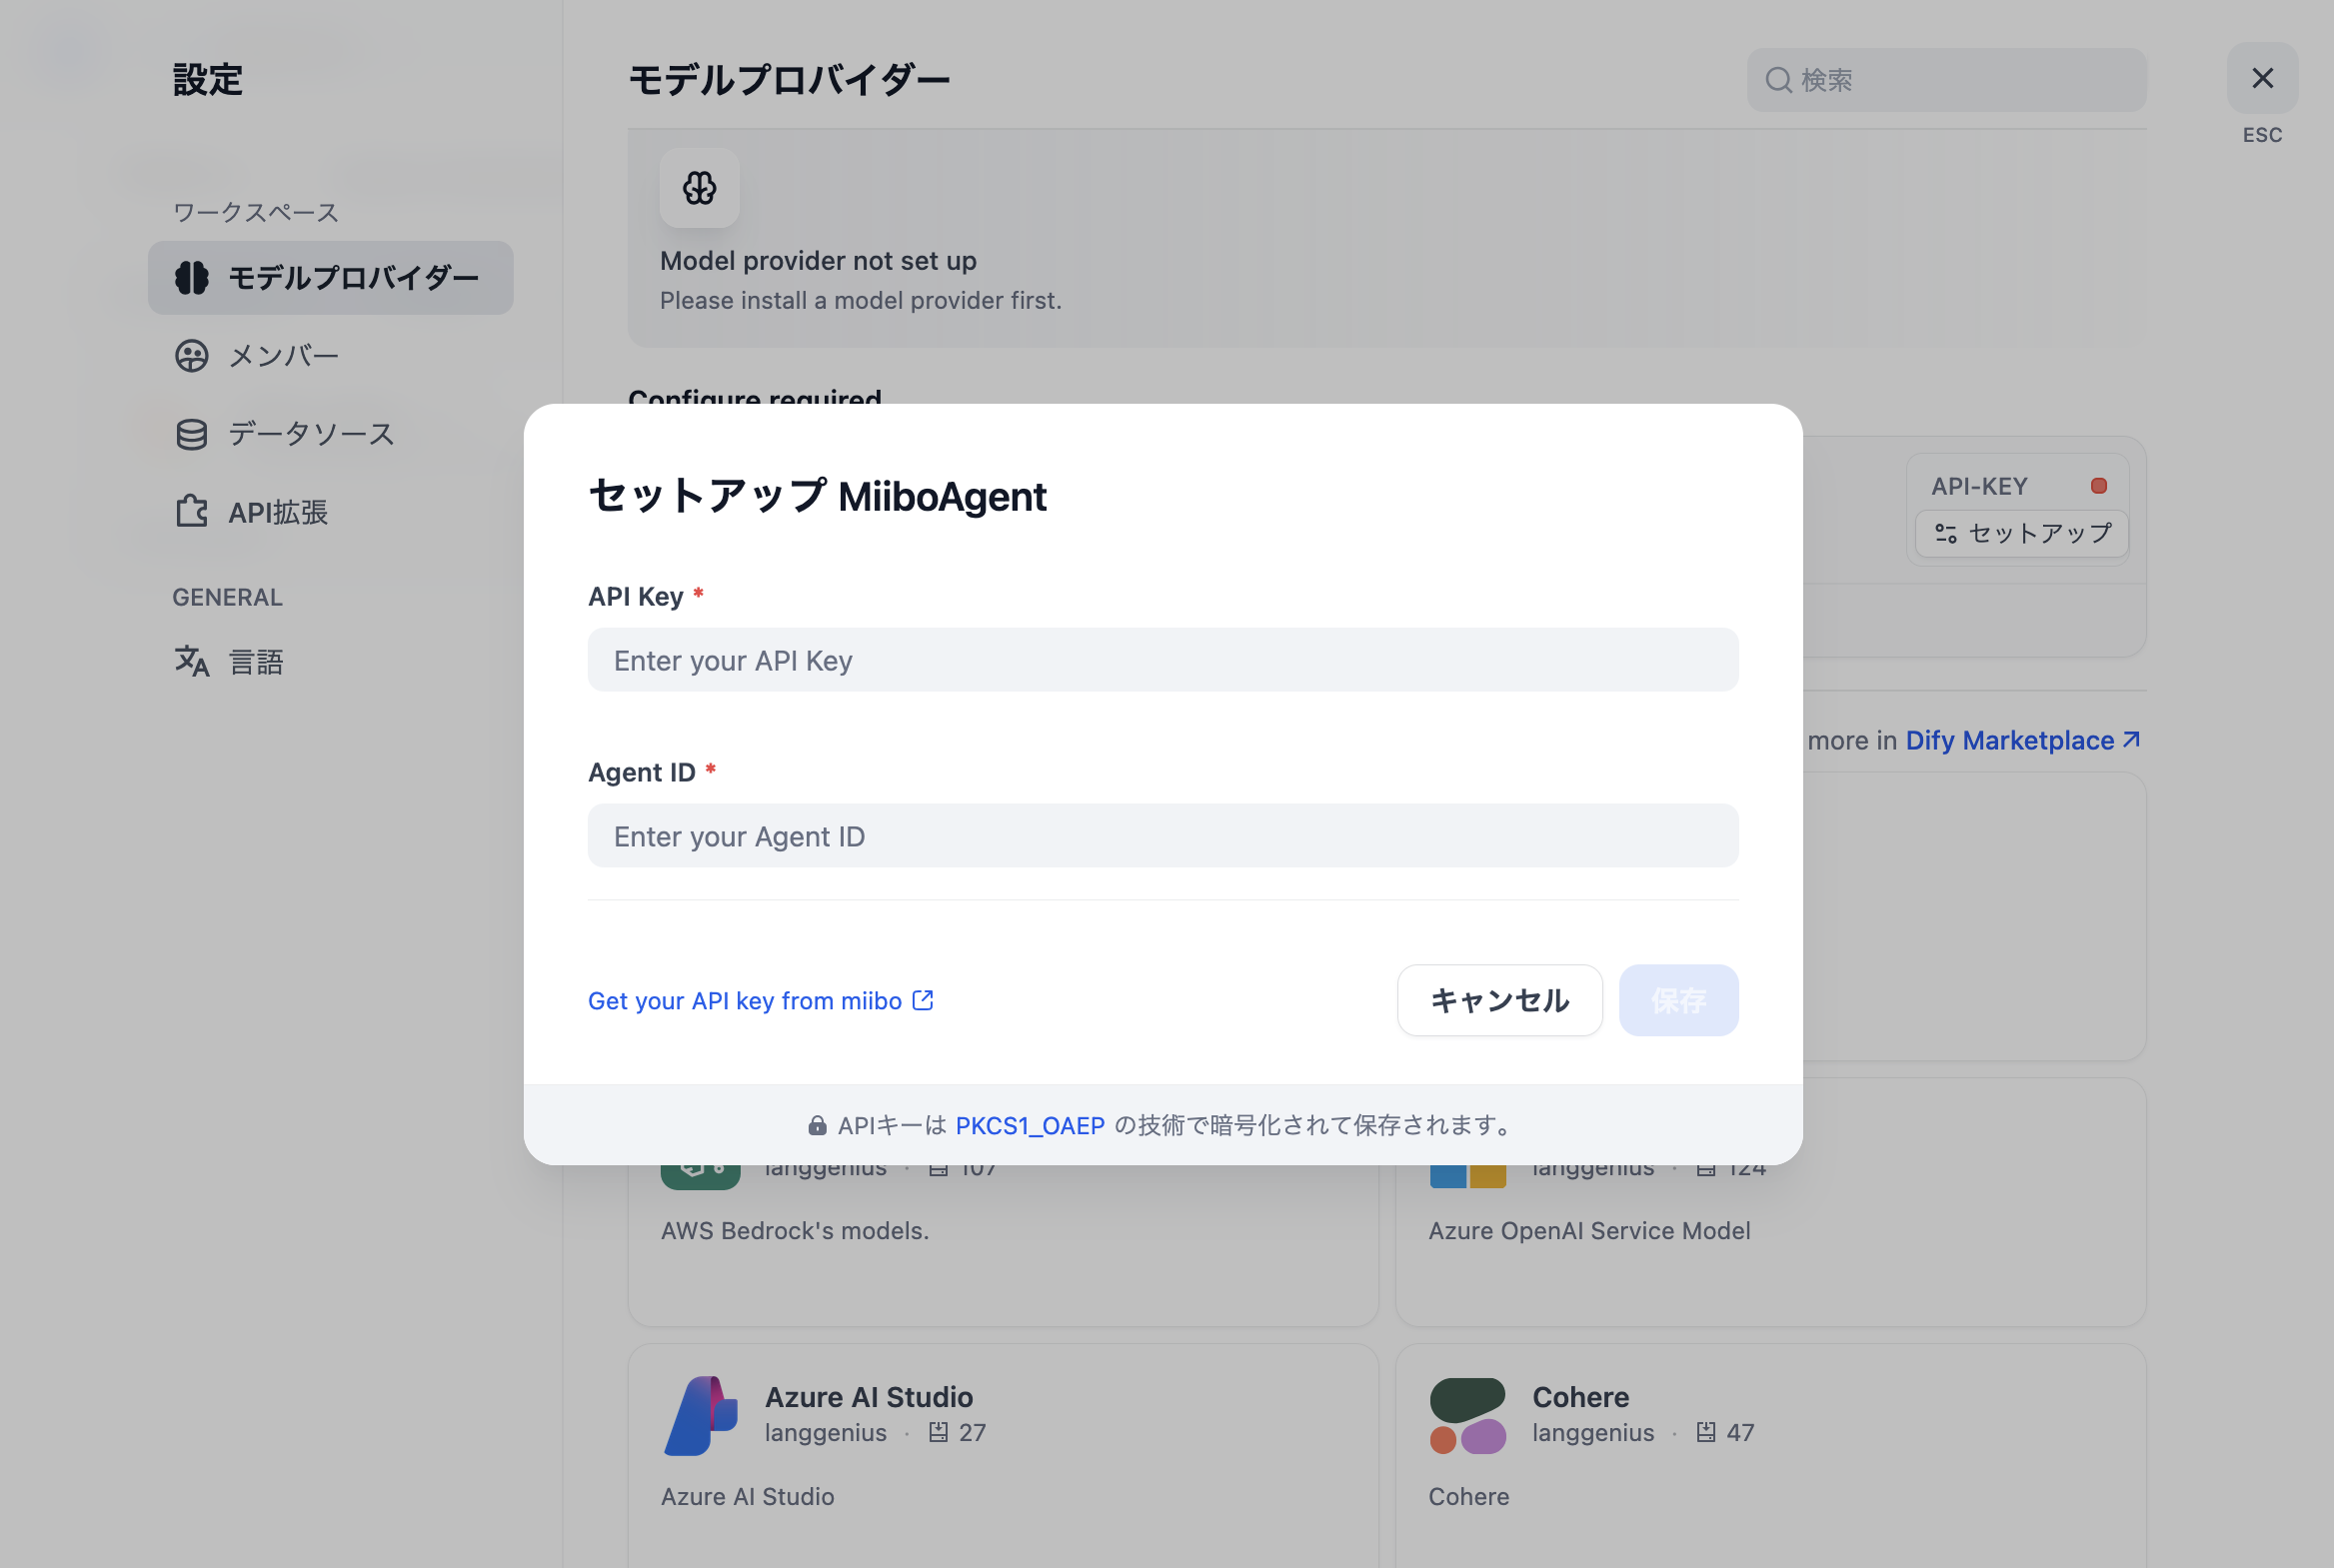 設定
ワークスペース
モデルプロバイダー
メンバー
データソース
API拡張
GENERAL
言語
モデルプロバイダー
検索
ESC
Model provider not set up
Please install a model provider first.
Configure required
API-KEY
セットアップ
more in Dify Marketplace
セットアップ MiiboAgent
API Key *
Enter your API Key
Agent ID *
Enter your Agent ID
Get your API key from miibo
キャンセル
保存
APIキーは PKCS1_OAEP の技術で暗号化されて保存されます。
langgenius · 107
AWS Bedrock's models.
langgenius · 124
Azure OpenAI Service Model
Azure AI Studio
langgenius · 27
Azure AI Studio
Cohere
langgenius · 47
Cohere